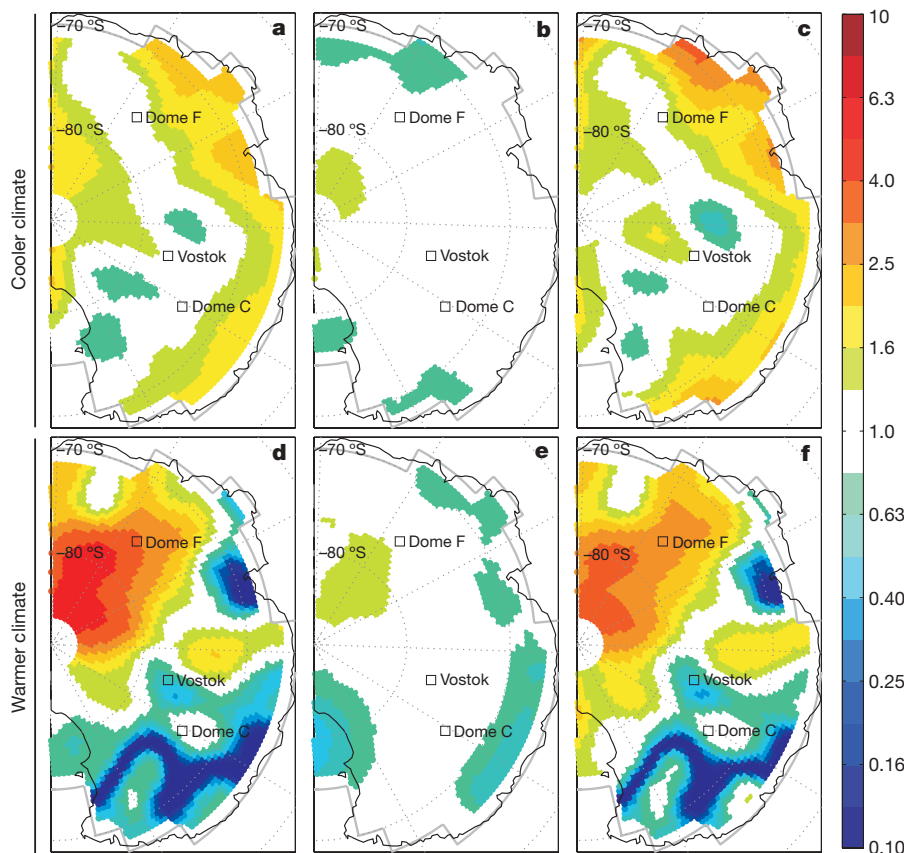 Cooler climate
–70 °S
a
–80 °S
Dome F
Vostok
Dome C
b
–80 °S
Dome F
Vostok
Dome C
–70 °S
c
–80 °S
Dome F
Vostok
Dome C
Warmer climate
–70 °S
d
–80 °S
Dome F
Vostok
Dome C
–70 °S
e
–80 °S
Dome F
Vostok
Dome C
–70 °S
f
–80 °S
Dome F
Vostok
Dome C
10
6.3
4.0
2.5
1.6
1.0
0.63
0.40
0.25
0.16
0.10